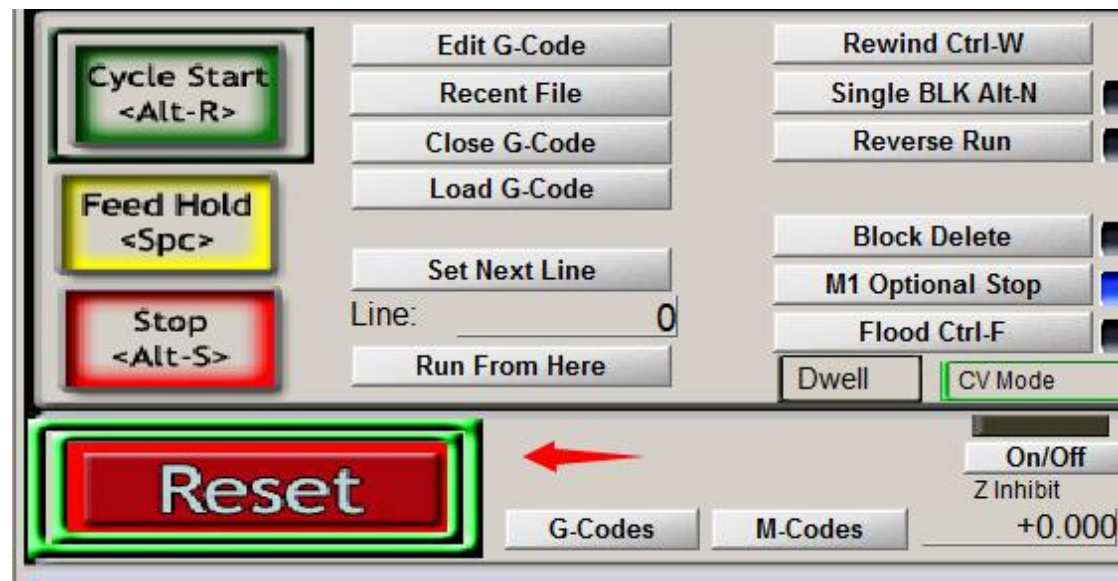 Cycle Start
<Alt-R>
Feed Hold
<Spc>
Stop
<Alt-S>
Edit G-Code
Recent File
Close G-Code
Load G-Code
Set Next Line
Line: 0
Run From Here
Rewind Ctrl-W
Single BLK Alt-N
Reverse Run
Block Delete
M1 Optional Stop
Flood Ctrl-F
Dwell
CV Mode
Reset
G-Codes
M-Codes
On/Off
Z Inhibit
+0.000